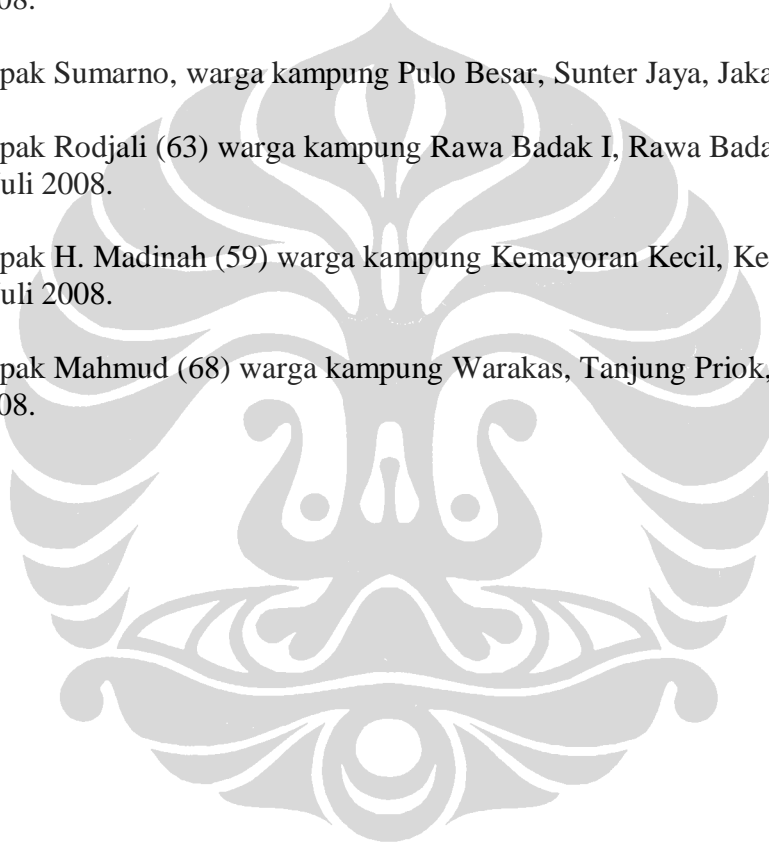 08.
pak Sumarno, warga kampung Pulo Besar, Sunter Jaya, Jaka
pak Rodjali (63) warga kampung Rawa Badak I, Rawa Bada
Juli 2008.
pak H. Madinah (59) warga kampung Kemayoran Kecil, Ke
Juli 2008.
pak Mahmud (68) warga kampung Warakas, Tanjung Priok,
08.